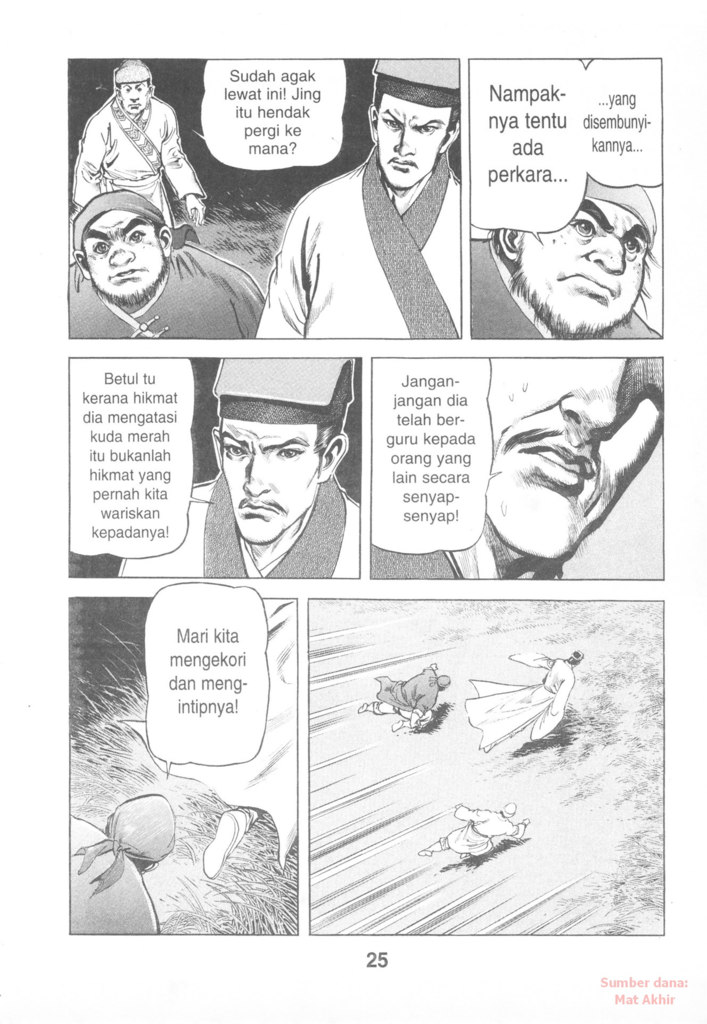 Sudah agak
lewat ini! Jing
itu hendak
pergi ke
mana?
Nampak-
nya tentu
ada
perkara...
...yang
disembunyi-
kannya...
Betul tu
kerana hikmat
dia mengatasi
kuda merah
itu bukanlah
hikmat yang
pernah kita
wariskan
kepadanya!
Jangan-
jangan dia
telah ber-
guru kepada
orang yang
lain secara
senyap-
senyap!
Mari kita
mengekori
dan meng-
intipnya!
25
Sumber dana:
Mat Akhir